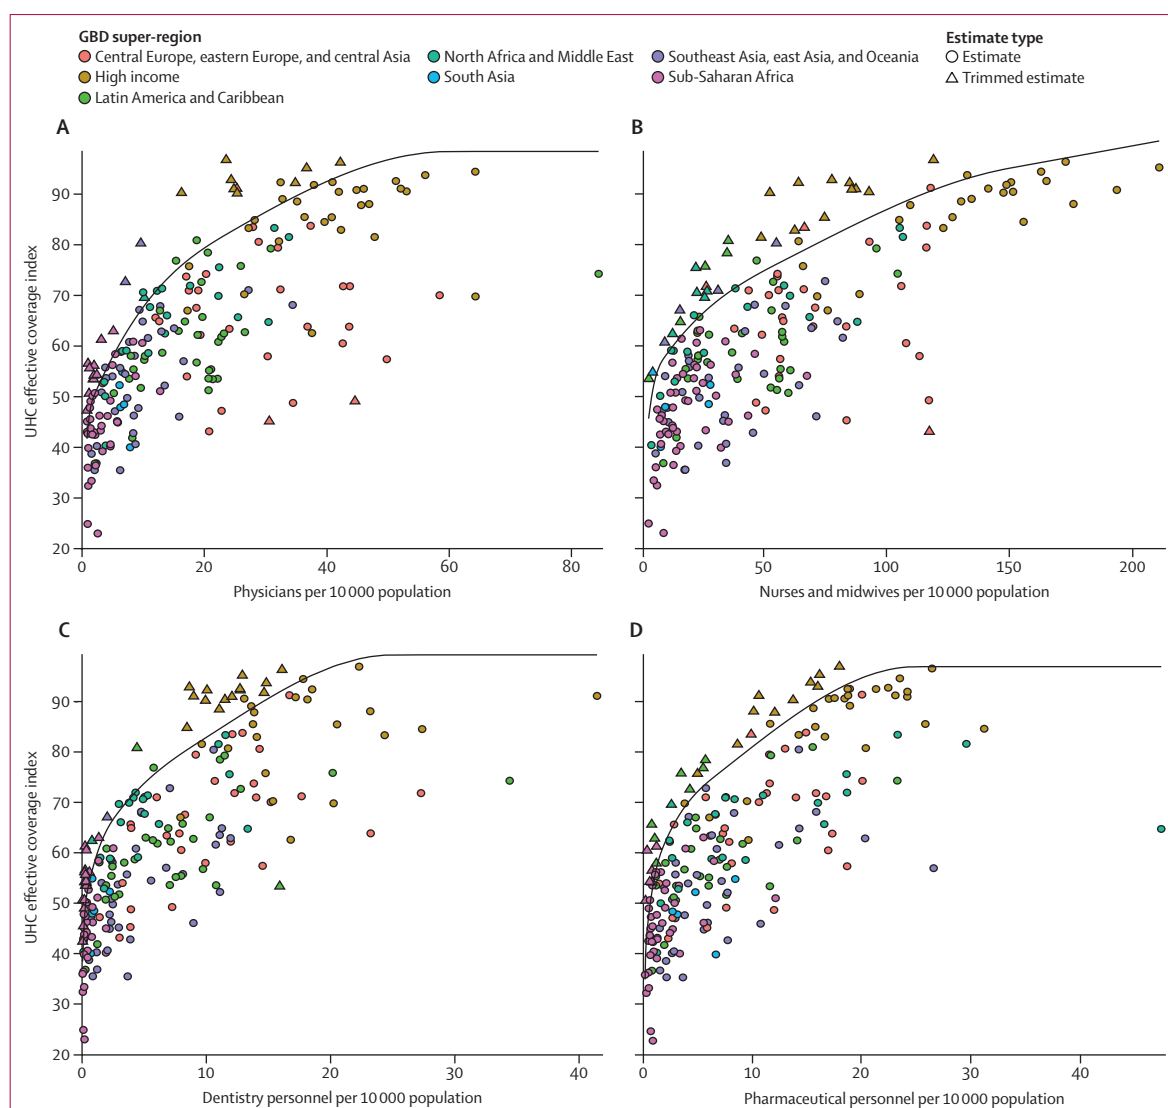 GBD super-region
Central Europe, eastern Europe, and central Asia
High income
Latin America and Caribbean
North Africa and Middle East
South Asia
Southeast Asia, east Asia, and Oceania
Sub-Saharan Africa
Estimate type
Estimate
Trimmed estimate
A
UHC effective coverage index
90
80
70
60
50
40
30
20
0 20 40 60 80
Physicians per 10 000 population
B
0 50 100 150 200
Nurses and midwives per 10 000 population
C
UHC effective coverage index
90
80
70
60
50
40
30
20
0 10 20 30 40
Dentistry personnel per 10 000 population
D
0 10 20 30 40
Pharmaceutical personnel per 10 000 population